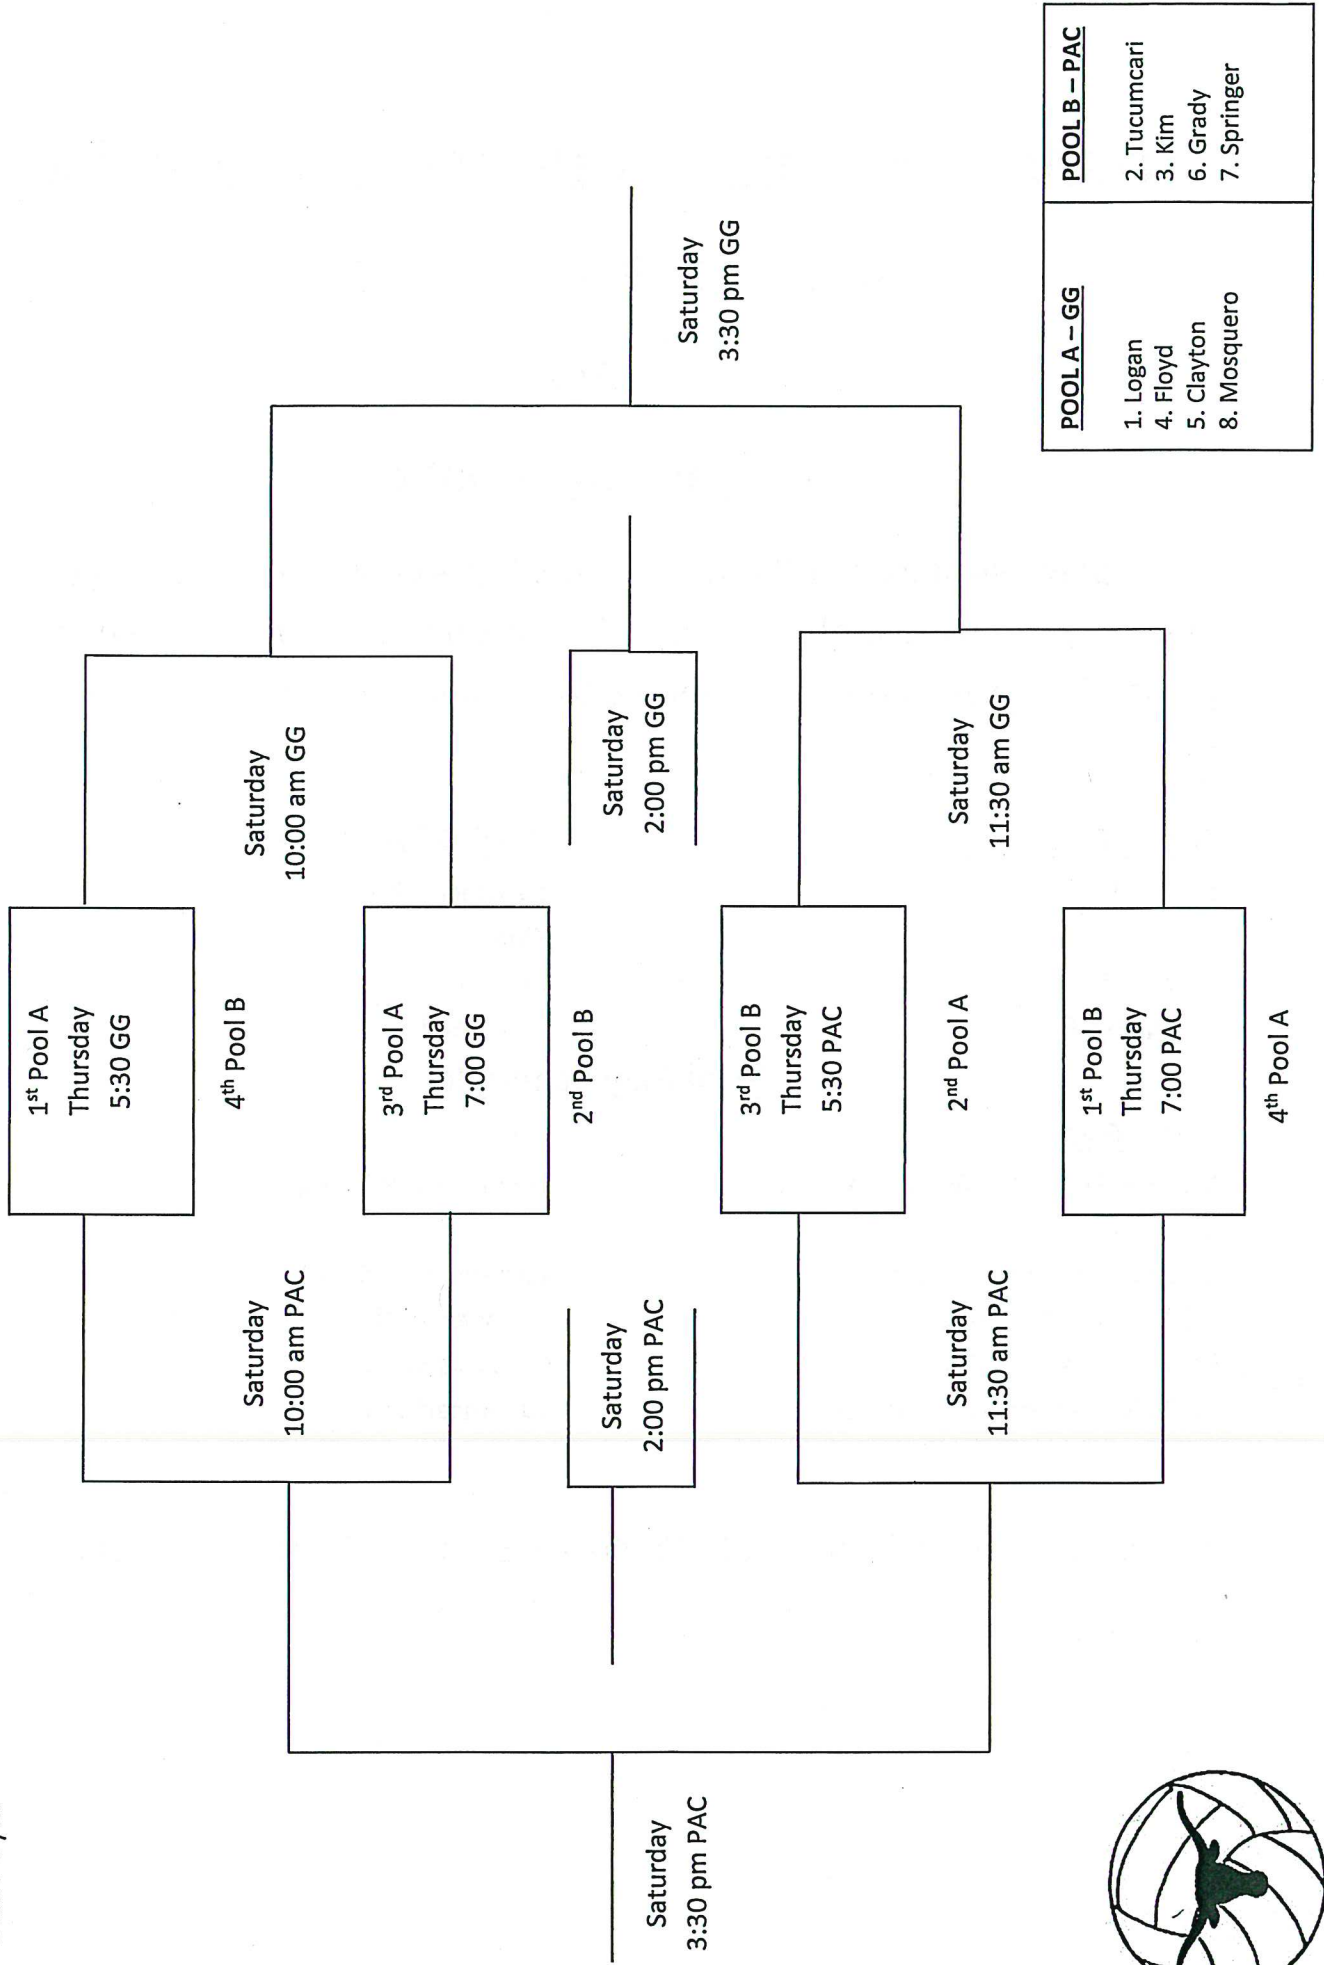 1st Pool A
Thursday
5:30 GG
4th Pool B
3rd Pool A
Thursday
7:00 GG
2nd Pool B
3rd Pool B
Thursday
5:30 PAC
2nd Pool A
1st Pool B
Thursday
7:00 PAC
4th Pool A
Saturday
10:00 am PAC
Saturday
10:00 am GG
Saturday
2:00 pm PAC
Saturday
2:00 pm GG
Saturday
11:30 am PAC
Saturday
11:30 am GG
Saturday
3:30 pm PAC
Saturday
3:30 pm GG
POOL A – GG
1. Logan
4. Floyd
5. Clayton
8. Mosquero
POOL B – PAC
2. Tucumcari
3. Kim
6. Grady
7. Springer